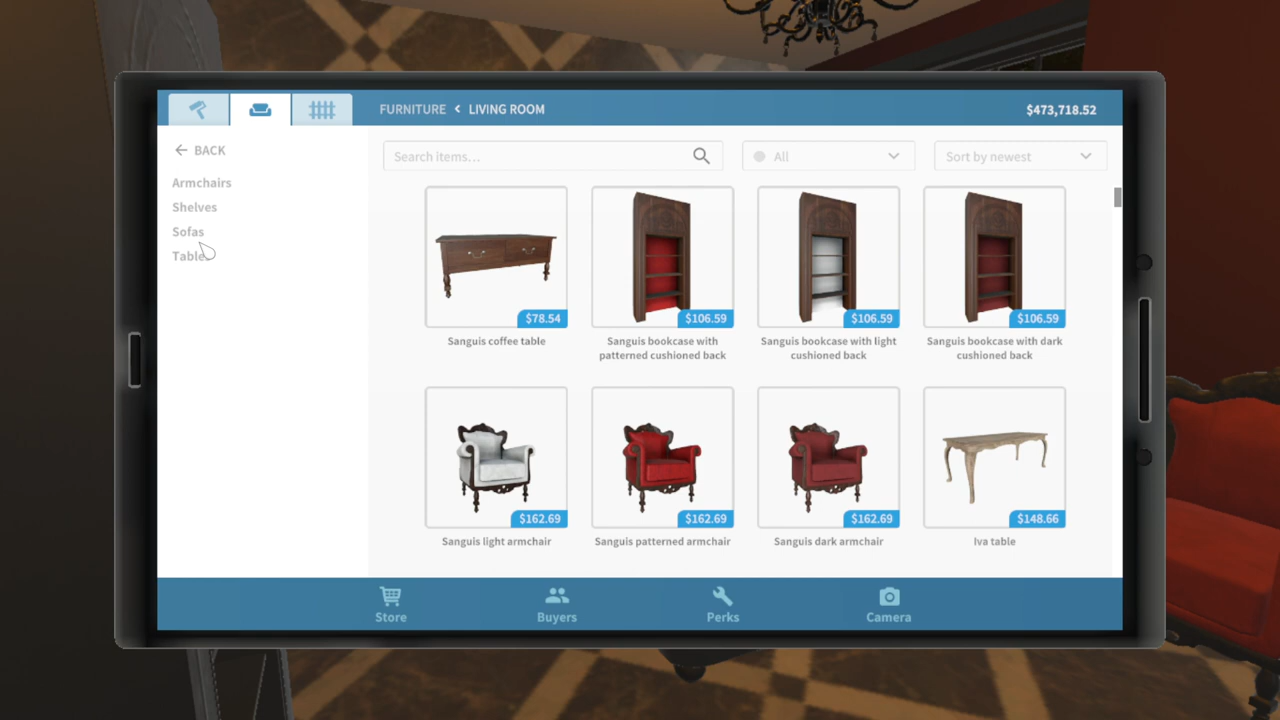 FURNITURE < LIVING ROOM
$473,718.52
BACK
Search items...
All
Sort by newest
Armchairs
Shelves
Sofas
Tables
$78.54
$106.59
$106.59
$106.59
Sanguis coffee table
Sanguis bookcase with
patterned cushioned back
Sanguis bookcase with light
cushioned back
Sanguis bookcase with dark
cushioned back
$162.69
$162.69
$162.69
$148.66
Sanguis light armchair
Sanguis patterned armchair
Sanguis dark armchair
Iva table
Store
Buyers
Perks
Camera